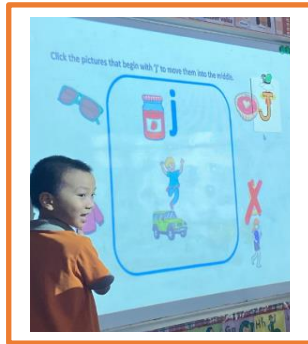 Click the pictures that begin with 'j' to move them into the middle.
j
J
X